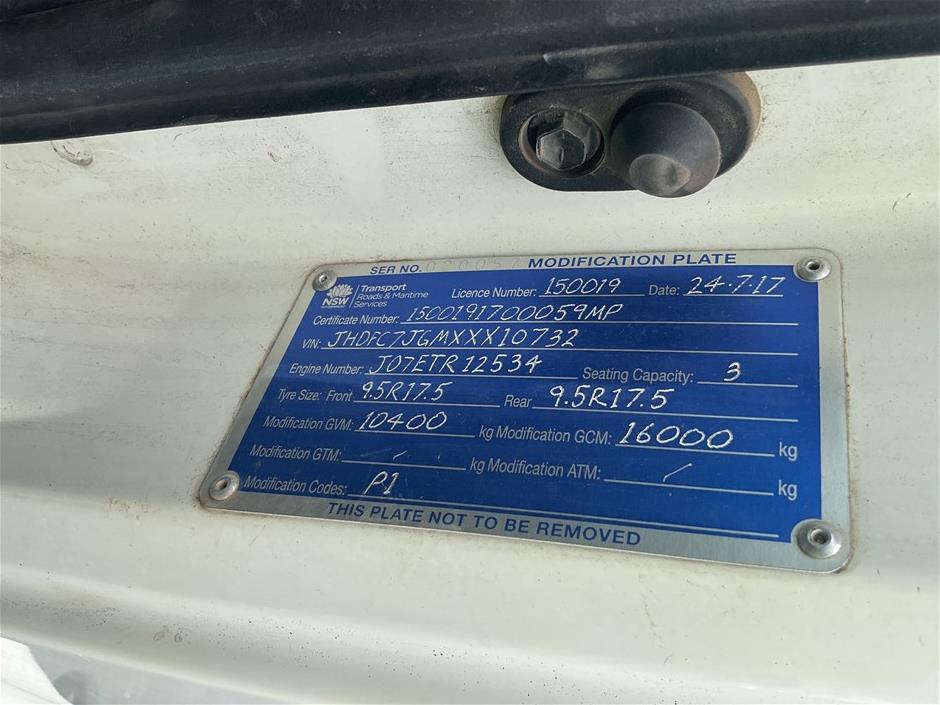 SER NO. MODIFICATION PLATE
NSW Transport Roads & Maritime Services Licence Number: 150019 Date: 24.7.17
Certificate Number: 1500191700059MP
VIN: JHDFC7JGMXXX10732
Engine Number: J07ETR12534 Seating Capacity: 3
Tyre Size: Front 9.5R17.5 Rear 9.5R17.5
Modification GVM: 10400 kg Modification GCM: 16000 kg
Modification GTM: / kg Modification ATM: / kg
Modification Codes: P1
THIS PLATE NOT TO BE REMOVED